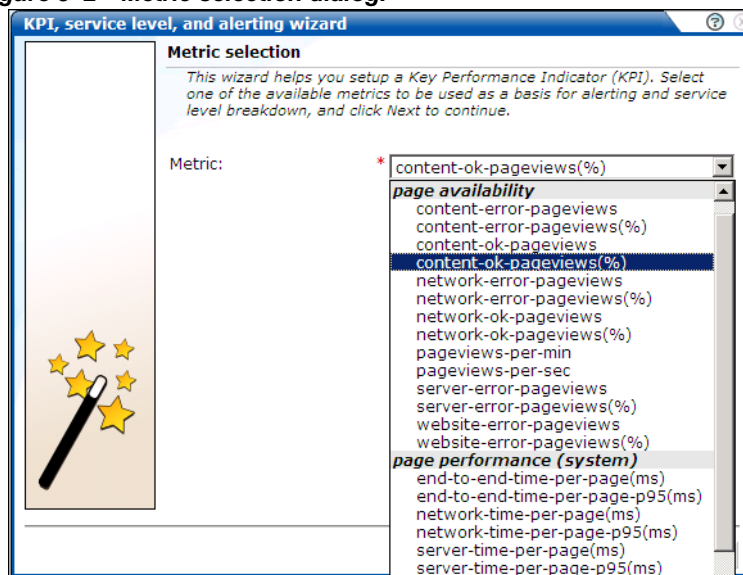 KPI, service level, and alerting wizard
Metric selection
This wizard helps you setup a Key Performance Indicator (KPI). Select
one of the available metrics to be used as a basis for alerting and service
level breakdown, and click Next to continue.
Metric: * content-ok-pageviews(%)
page availability
content-error-pageviews
content-error-pageviews(%)
content-ok-pageviews
content-ok-pageviews(%)
network-error-pageviews
network-error-pageviews(%)
network-ok-pageviews
network-ok-pageviews(%)
pageviews-per-min
pageviews-per-sec
server-error-pageviews
server-error-pageviews(%)
website-error-pageviews
website-error-pageviews(%)
page performance (system)
end-to-end-time-per-page(ms)
end-to-end-time-per-page-p95(ms)
network-time-per-page(ms)
network-time-per-page-p95(ms)
server-time-per-page(ms)
server-time-per-page-p95(ms)